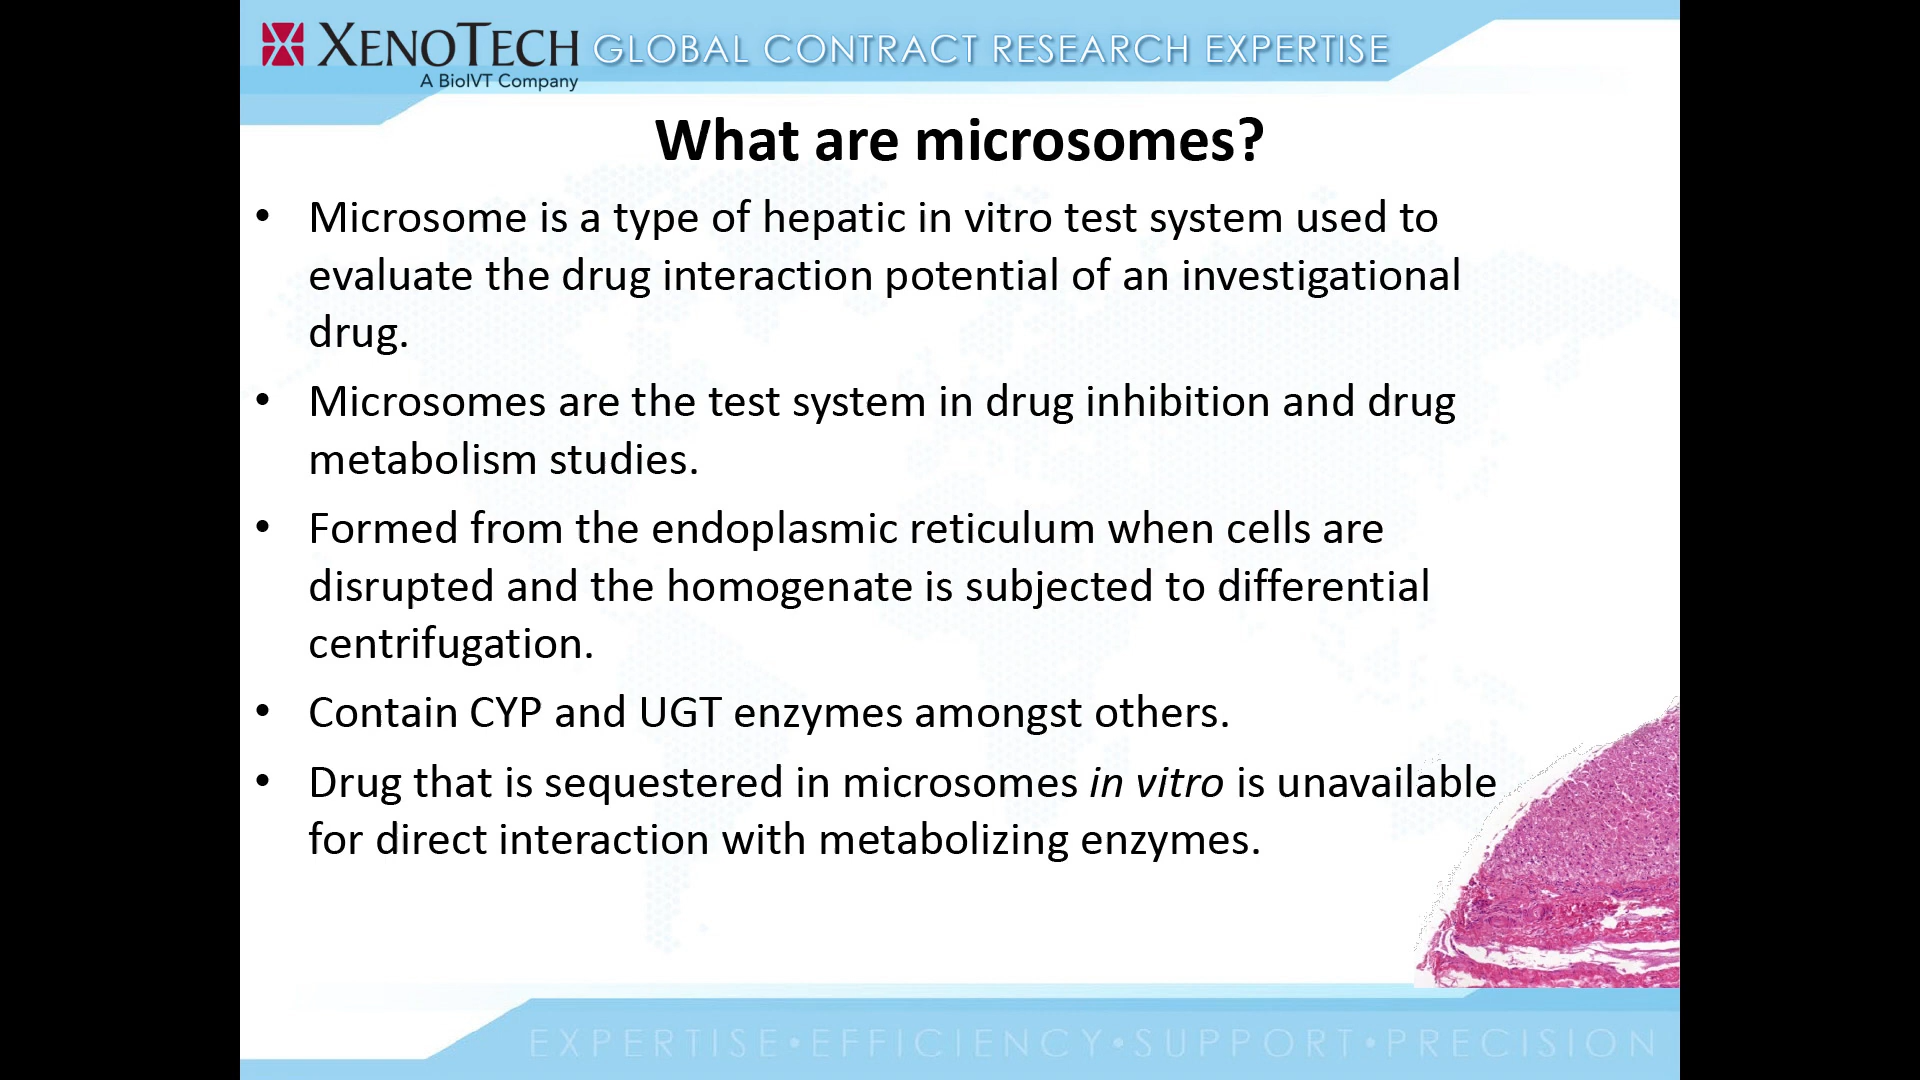 XENOTECH GLOBAL CONTRACT RESEARCH EXPERTISE
A BioIVT Company
What are microsomes?
• Microsome is a type of hepatic in vitro test system used to
evaluate the drug interaction potential of an investigational
drug.
• Microsomes are the test system in drug inhibition and drug
metabolism studies.
• Formed from the endoplasmic reticulum when cells are
disrupted and the homogenate is subjected to differential
centrifugation.
• Contain CYP and UGT enzymes amongst others.
• Drug that is sequestered in microsomes in vitro is unavailable
for direct interaction with metabolizing enzymes.
EXPERTISE•EFFICIENCY•SUPPORT•PRECISION